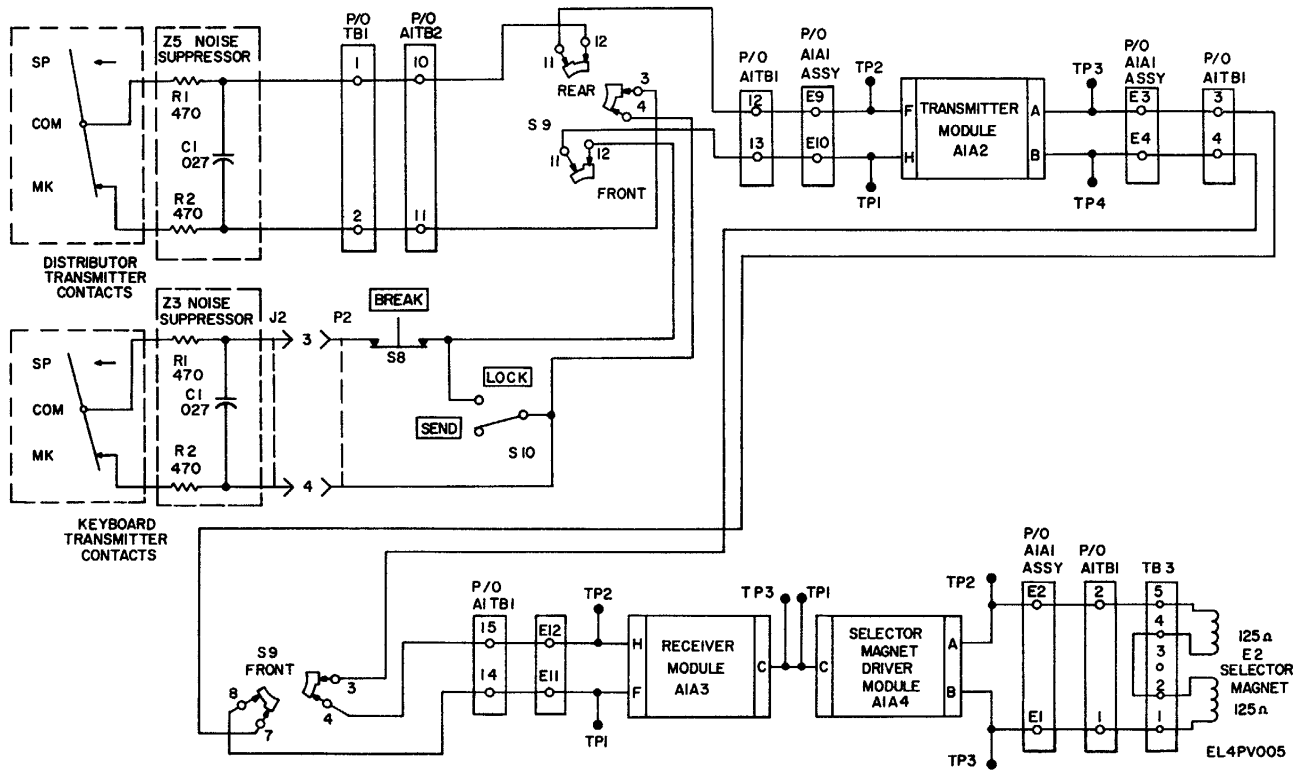 P/O
TB1
P/O
A1TB2
Z5 NOISE
SUPPRESSOR
SP
COM
MK
R1
470
C1
027
R2
470
1
2
10
11
DISTRIBUTOR
TRANSMITTER
CONTACTS
11
12
REAR
3
4
S9
11
12
FRONT
P/O
A1TB1
12
13
P/O
A1A1
ASSY
E9
E10
TP2
TP1
F
H
TRANSMITTER
MODULE
A1A2
A
B
TP3
TP4
P/O
A1A1
ASSY
E3
E4
P/O
A1TB1
3
4
Z3 NOISE
SUPPRESSOR
SP
COM
MK
R1
470
C1
027
R2
470
KEYBOARD
TRANSMITTER
CONTACTS
J2
3
4
P2
BREAK
S8
LOCK
SEND
S10
S9
FRONT
8
7
3
4
P/O
A1TB1
15
14
E12
E11
TP2
TP1
H
F
RECEIVER
MODULE
A1A3
C
TP3
TP1
C
SELECTOR
MAGNET
DRIVER
MODULE
A1A4
A
B
TP2
TP3
P/O
A1A1
ASSY
E2
E1
P/O
A1TB1
2
1
TB3
5
4
3
2
1
125Ω
E2
SELECTOR
MAGNET
125Ω
EL4PV005